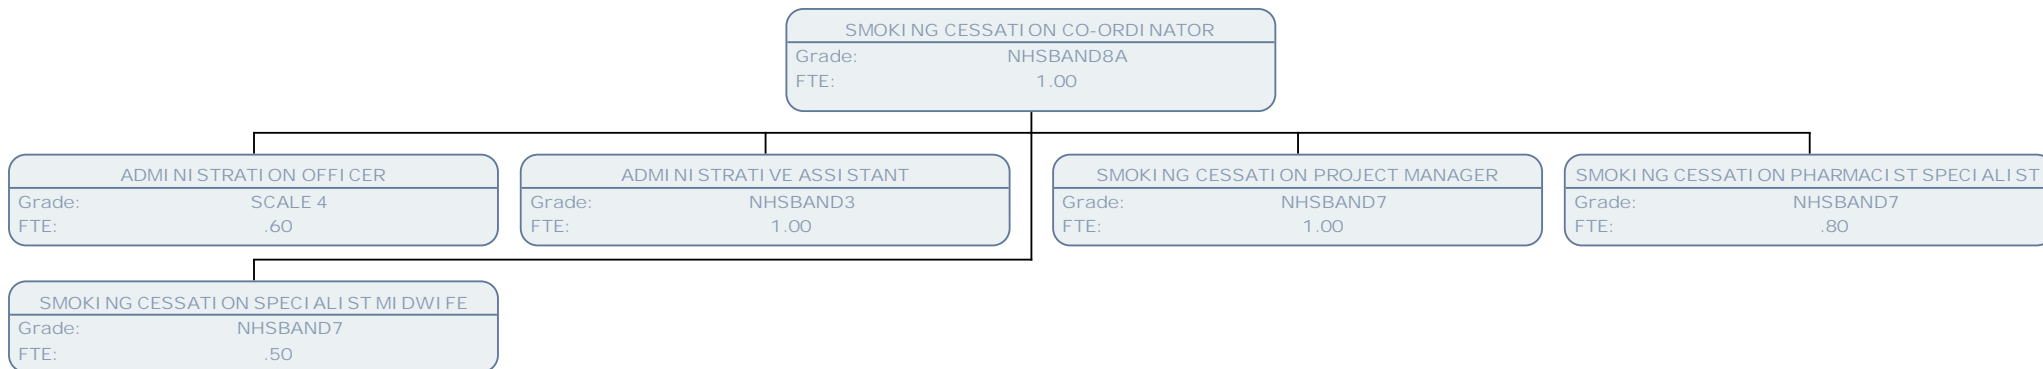 SMOKING CESSATION CO-ORDINATOR
Grade: NHSBAND8A
FTE: 1.00
ADMINISTRATION OFFICER
Grade: SCALE 4
FTE: .60
ADMINISTRATIVE ASSISTANT
Grade: NHSBAND3
FTE: 1.00
SMOKING CESSATION PROJECT MANAGER
Grade: NHSBAND7
FTE: 1.00
SMOKING CESSATION PHARMACIST SPECIALIST
Grade: NHSBAND7
FTE: .80
SMOKING CESSATION SPECIALIST MIDWIFE
Grade: NHSBAND7
FTE: .50